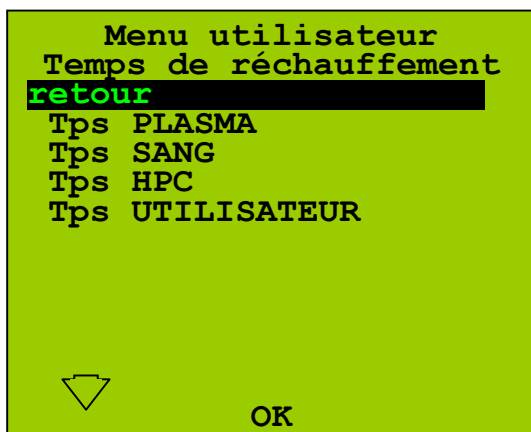 Menu utilisateur
Temps de réchauffement
retour
Tps PLASMA
Tps SANG
Tps HPC
Tps UTILISATEUR
OK